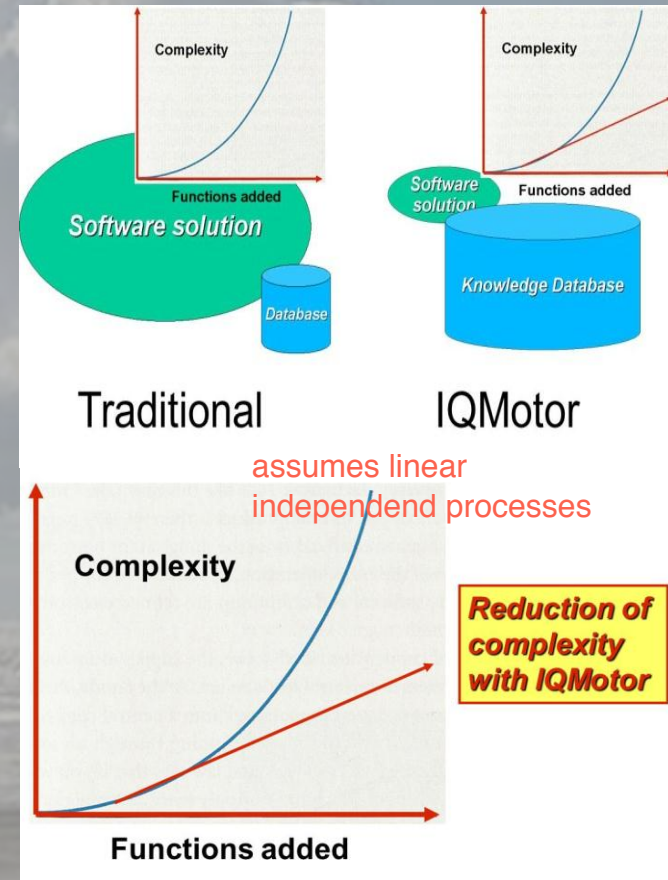 Complexity
Functions added
Software solution
Database
Traditional
Complexity
Functions added
Software
solution
Knowledge Database
IQMotor
assumes linear
independend processes
Complexity
Functions added
Reduction of
complexity
with IQMotor